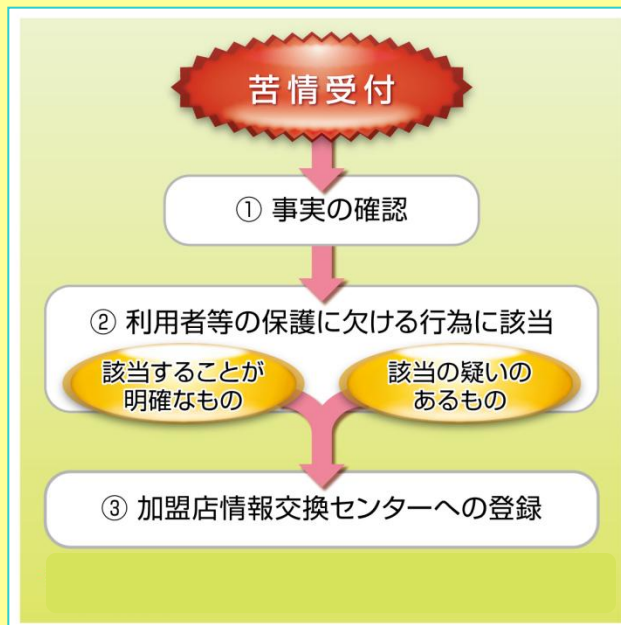 苦情受付
① 事実の確認
② 利用者等の保護に欠ける行為に該当
該当することが
明確なもの
該当の疑いの
あるもの
③ 加盟店情報交換センターへの登録